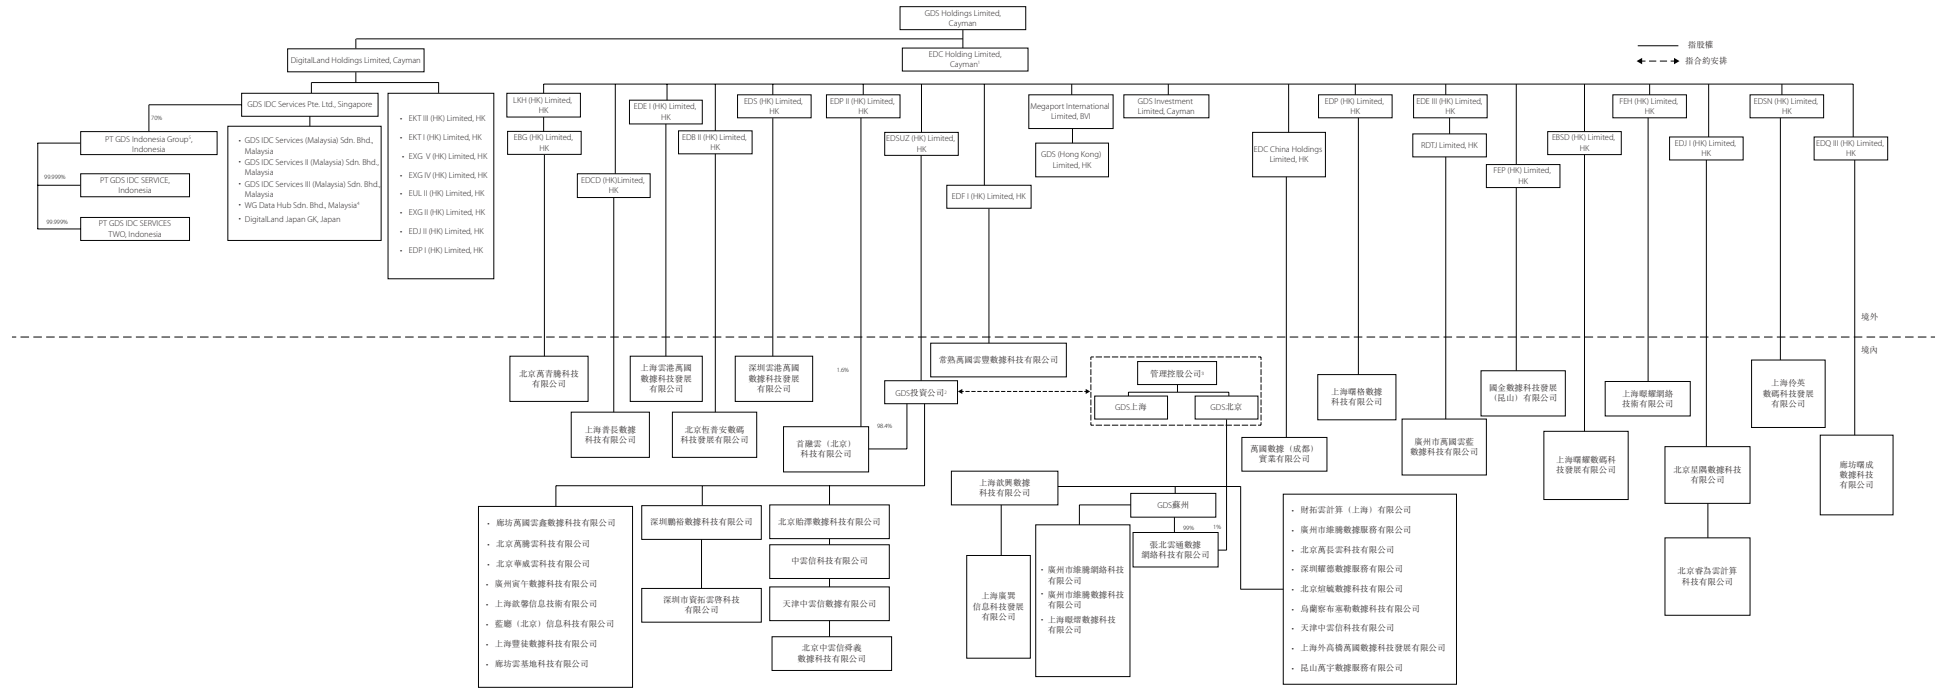 GDS Holdings Limited,
Cayman
DigitalLand Holdings Limited, Cayman
EDC Holding Limited,
Cayman¹
指股權
指合約安排
GDS IDC Services Pte. Ltd., Singapore
70%
PT GDS Indonesia Group⁵,
Indonesia
99.999%
PT GDS IDC SERVICE,
Indonesia
99.999%
PT GDS IDC SERVICES
TWO, Indonesia
• GDS IDC Services (Malaysia) Sdn. Bhd.,
Malaysia
• GDS IDC Services II (Malaysia) Sdn. Bhd.,
Malaysia
• GDS IDC Services III (Malaysia) Sdn. Bhd.,
Malaysia
• WG Data Hub Sdn. Bhd., Malaysia⁴
• DigitalLand Japan GK, Japan
• EKT III (HK) Limited, HK
• EKT I (HK) Limited, HK
• EXG V (HK) Limited, HK
• EXG IV (HK) Limited, HK
• EUL II (HK) Limited, HK
• EXG II (HK) Limited, HK
• EDJ II (HK) Limited, HK
• EDP I (HK) Limited, HK
LKH (HK) Limited,
HK
EBG (HK) Limited,
HK
EDCD (HK)Limited,
HK
EDE I (HK) Limited,
HK
EDB II (HK) Limited,
HK
EDS (HK) Limited,
HK
EDP II (HK) Limited,
HK
EDSUZ (HK) Limited,
HK
EDF I (HK) Limited, HK
Megaport International
Limited, BVI
GDS (Hong Kong)
Limited, HK
GDS Investment
Limited, Cayman
EDC China Holdings
Limited, HK
EDP (HK) Limited,
HK
EDE III (HK) Limited,
HK
RDTJ Limited, HK
FEP (HK) Limited,
HK
EBSD (HK) Limited,
HK
FEH (HK) Limited,
HK
EDJ I (HK) Limited,
HK
EDSN (HK) Limited,
HK
EDQ III (HK) Limited,
HK
境外
境內
北京萬青騰科技
有限公司
上海普長數據
科技有限公司
上海雲港萬國
數據科技發展
有限公司
北京恆普安數碼
科技發展有限公司
深圳雲港萬國
數據科技發展
有限公司
1.6%
98.4%
首融雲（北京）
科技有限公司
GDS投資公司²
常熟萬國雲豐數據科技有限公司
管理控股公司³
GDS上海
GDS北京
萬國數據（成都）
實業有限公司
上海曙格數據
科技有限公司
廣州市萬國雲藍
數據科技有限公司
國金數據科技發展
（昆山）有限公司
上海曙耀數碼科
技發展有限公司
上海暱耀網絡
技術有限公司
北京星隅數據科技
有限公司
北京睿為雲計算
科技有限公司
上海伶英
數碼科技發展
有限公司
廊坊曙成
數據科技
有限公司
• 廊坊萬國雲鑫數據科技有限公司
• 北京萬騰雲科技有限公司
• 北京華威雲科技有限公司
• 廣州寅午數據科技有限公司
• 上海歆馨信息技術有限公司
• 藍廳（北京）信息科技有限公司
• 上海豐徒數據科技有限公司
• 廊坊雲基地科技有限公司
深圳鵬裕數據科技有限公司
深圳市資拓雲啓科技
有限公司
北京貽澤數據科技有限公司
中雲信科技有限公司
天津中雲信數據有限公司
北京中雲信舜義
數據科技有限公司
上海歆興數據
科技有限公司
上海廣巽
信息科技發展
有限公司
GDS蘇州
99%
1%
張北雲通數據
網絡科技有限公司
• 廣州市維騰網絡科技
有限公司
• 廣州市維騰數據科技
有限公司
• 上海暱熠數據科技
有限公司
• 財拓雲計算（上海）有限公司
• 廣州市維騰數據服務有限公司
• 北京萬長雲科技有限公司
• 深圳耀德數據服務有限公司
• 北京煊毓數據科技有限公司
• 烏蘭察布塞勒數據科技有限公司
• 天津中雲信科技有限公司
• 上海外高橋萬國數據科技發展有限公司
• 昆山萬宇數據服務有限公司